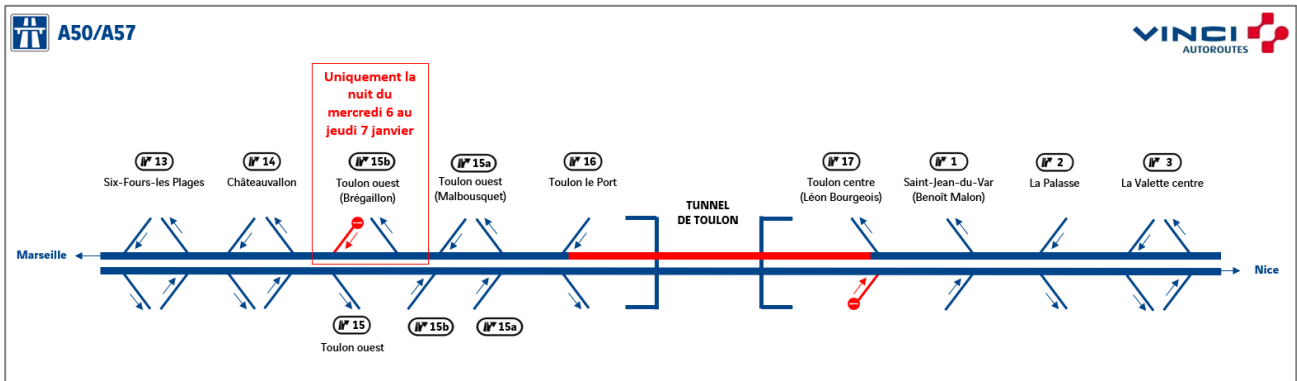 A50/A57
VINCI
AUTOROUTES
Uniquement la
nuit du
mercredi 6 au
jeudi 7 janvier
13
Six-Fours-les Plages
14
Châteauvallon
15b
Toulon ouest
(Brégaillon)
15a
Toulon ouest
(Malbousquet)
16
Toulon le Port
TUNNEL
DE TOULON
17
Toulon centre
(Léon Bourgeois)
1
Saint-Jean-du-Var
(Benoît Malon)
2
La Palasse
3
La Valette centre
Marseille
Nice
15
Toulon ouest
15b
15a